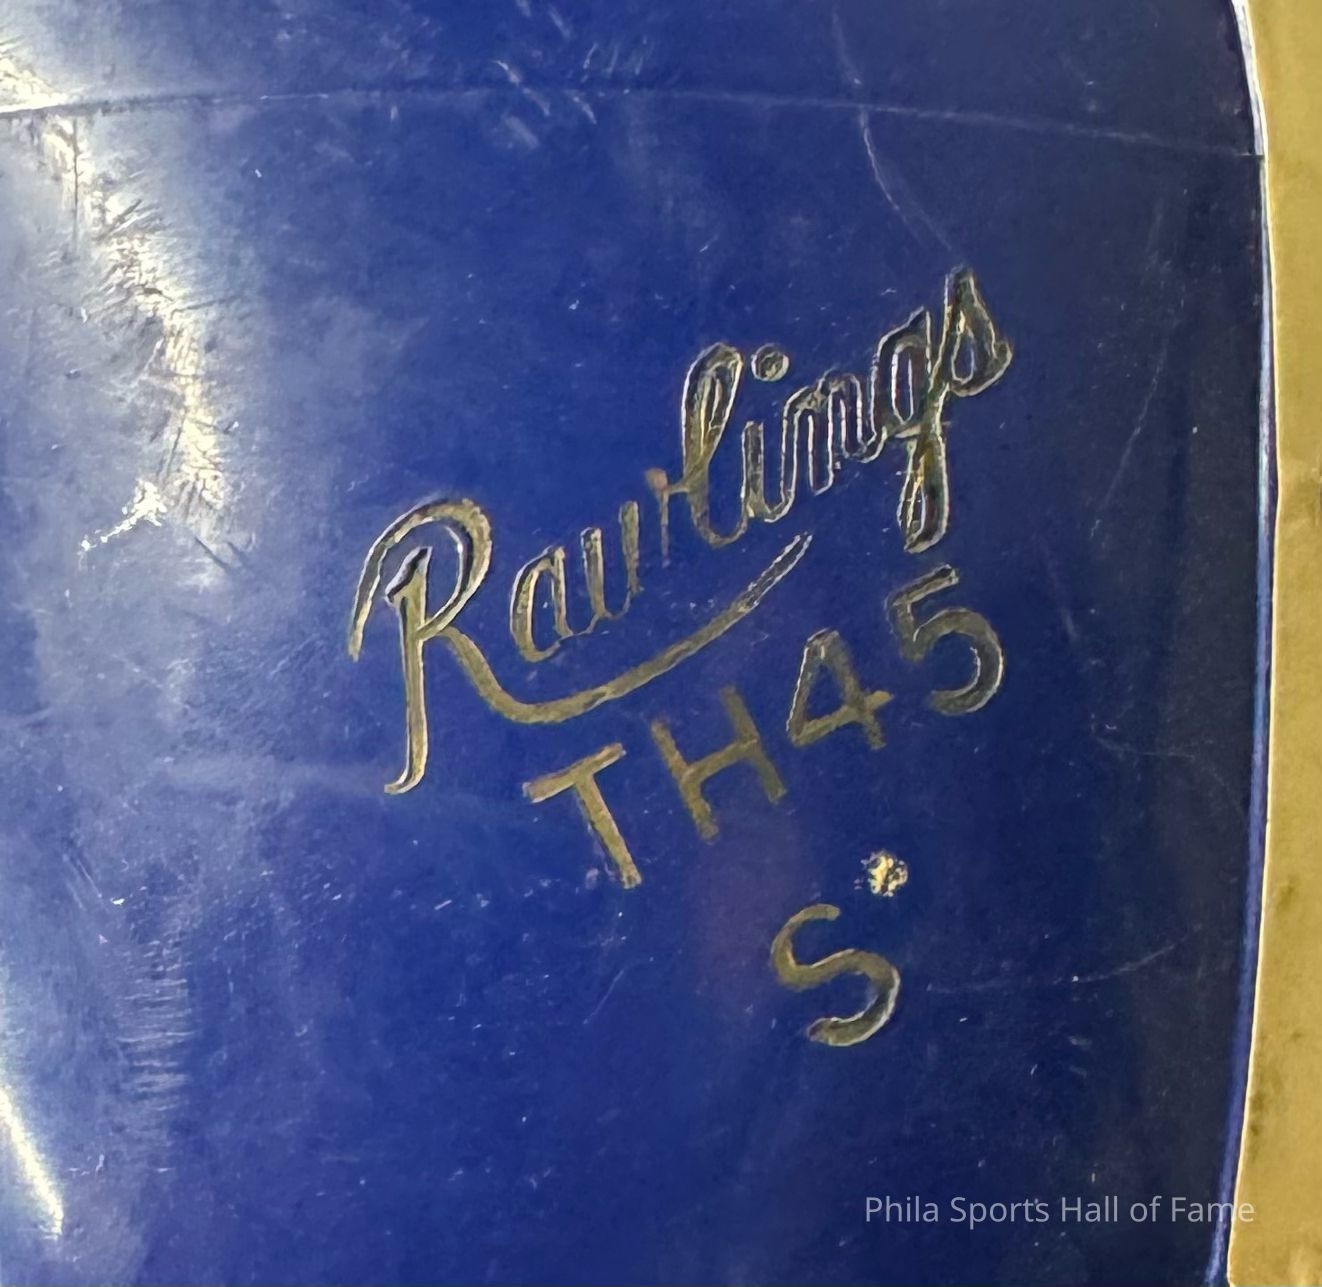 Rawlings
TH45
S
Phila Sports Hall of Fame